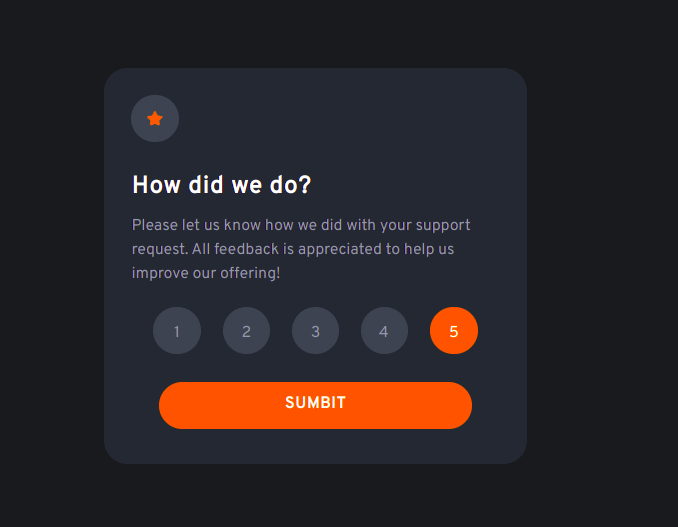 How did we do?
Please let us know how we did with your support
request. All feedback is appreciated to help us
improve our offering!
1 2 3 4 5
SUMBIT